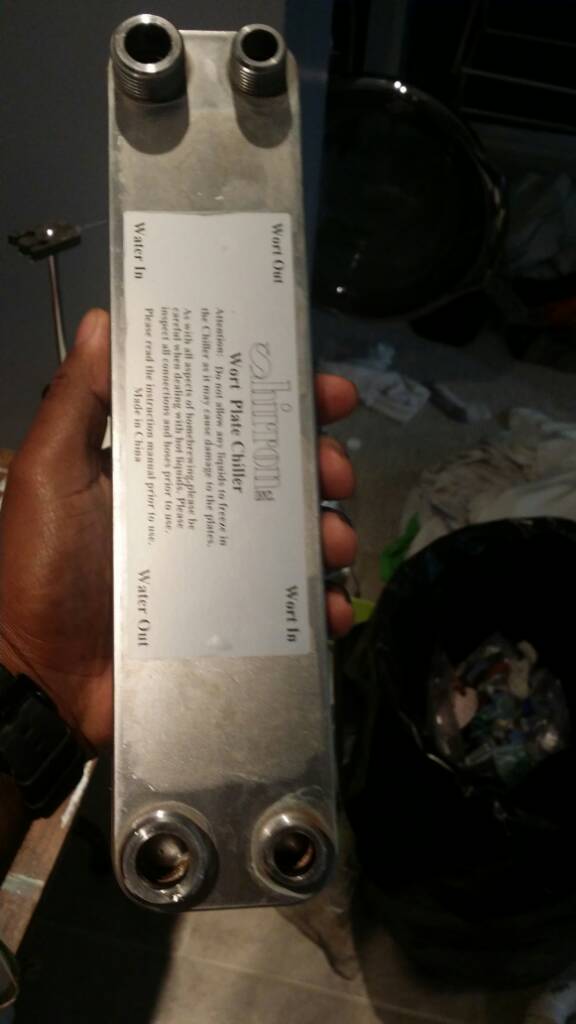 Water In
Wort Out
shirron
Wort Plate Chiller
Attention: Do not allow any liquids to freeze in
the Chiller as it may cause damage to the plates.
As with all aspects of homebrewing,please be
careful when dealing with hot liquids. Please
inspect all connections and hoses prior to use.
Please read the instruction manual prior to use.
Made in China
Water Out
Wort In